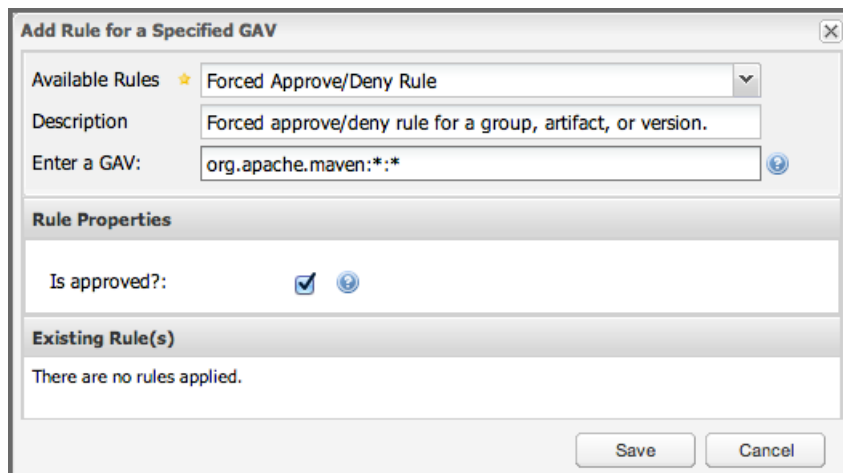 Add Rule for a Specified GAV
Available Rules Forced Approve/Deny Rule
Description Forced approve/deny rule for a group, artifact, or version.
Enter a GAV: org.apache.maven:*:*
Rule Properties
Is approved?:
Existing Rule(s)
There are no rules applied.
Save Cancel